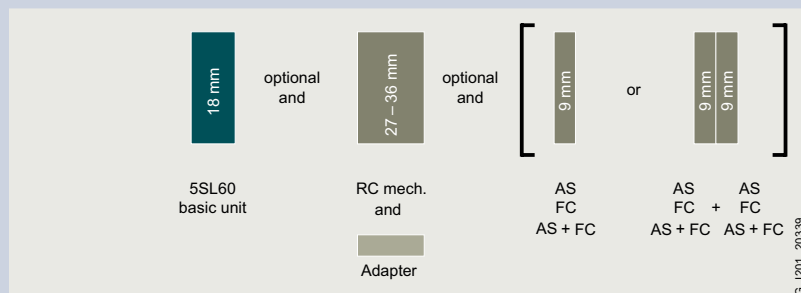 18 mm
optional
and
27 – 36 mm
optional
and
9 mm
or
9 mm
9 mm
5SL60
basic unit
RC mech.
and
Adapter
AS
FC
AS + FC
AS AS
FC + FC
AS + FC AS + FC
G_I201_20339